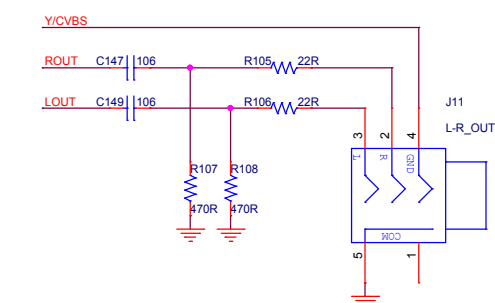 Y/CVBS
ROUT C147 106 R105 22R
LOUT C149 106 R106 22R
J11
L-R_OUT
3 2 4
L R GND
R107 R108
470R 470R
COM
5 1